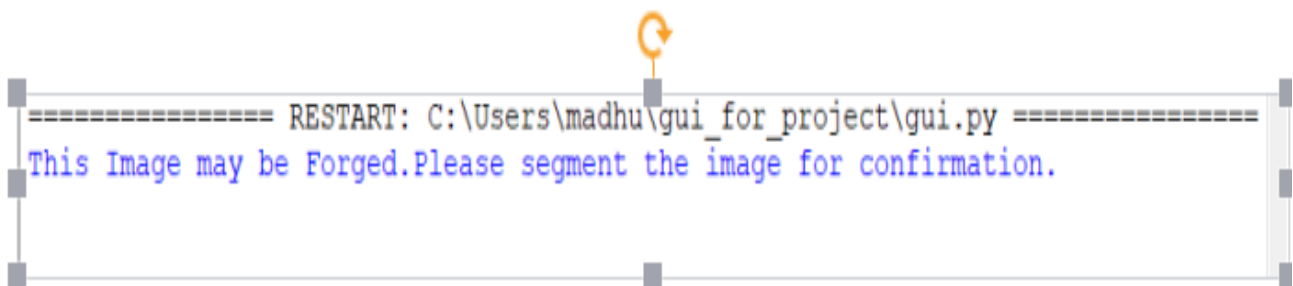 ================ RESTART: C:\Users\madhu\gui_for_project\gui.py ================
This Image may be Forged.Please segment the image for confirmation.